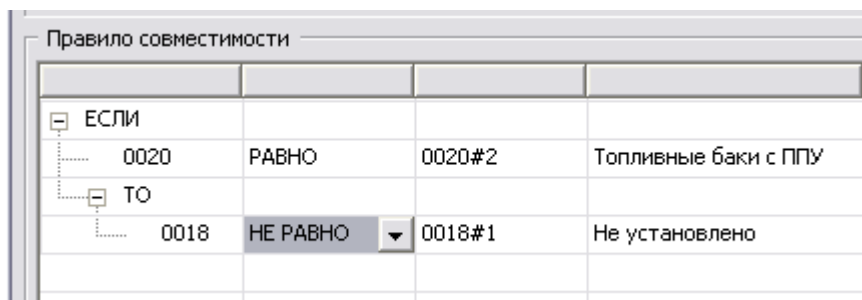 Правило совместимости
ЕСЛИ
0020 РАВНО 0020#2 Топливные баки с ППУ
ТО
0018 НЕ РАВНО 0018#1 Не установлено